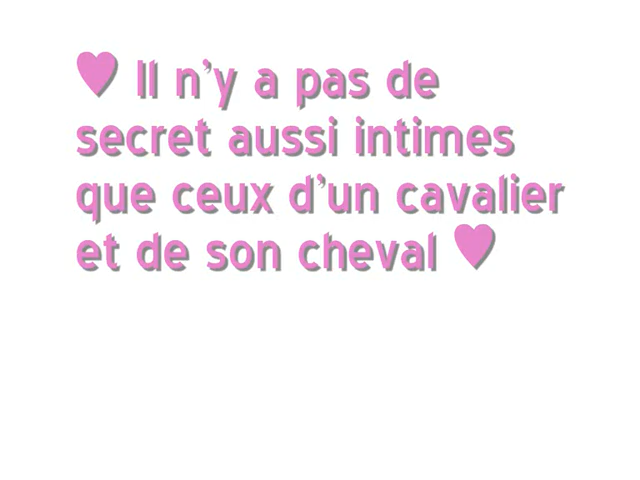 ♥ Il n'y a pas de
secret aussi intimes
que ceux d'un cavalier
et de son cheval ♥